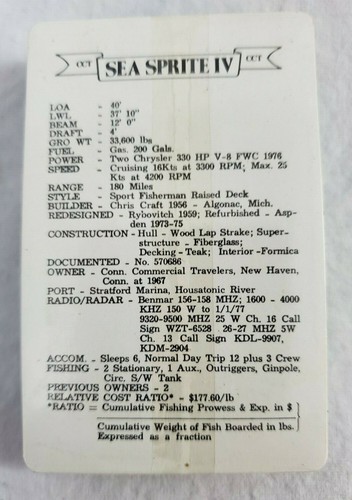 CCT SEA SPRITE IV CCT
LOA - 40'
LWL - 37' 10"
BEAM - 12' 0"
DRAFT - 4'
GRO WT - 33,600 lbs
FUEL - Gas. 200 Gals.
POWER - Two Chrysler 330 HP V-8 FWC 1976
SPEED - Cruising 16Kts at 3300 RPM; Max. 25
Kts at 4200 RPM
RANGE - 180 Miles
STYLE - Sport Fisherman Raised Deck
BUILDER - Chris Craft 1956 - Algonac, Mich.
REDESIGNED - Rybovitch 1959; Refurbished - Asp-
den 1973-75
CONSTRUCTION - Hull - Wood Lap Strake; Super-
structure - Fiberglass;
Decking - Teak; Interior -Formica
DOCUMENTED - No. 570686
OWNER - Conn. Commercial Travelers, New Haven,
Conn. at 1967
PORT - Stratford Marina, Housatonic River
RADIO/RADAR - Benmar 156-158 MHZ; 1600 - 4000
KHZ 150 W to 1/1/77
9320-9500 MHZ 25 W Ch. 16 Call
Sign WZT-6528 26-27 MHZ 5W
Ch. 13 Call Sign KDL-9907,
KDM-2904
ACCOM. - Sleeps 6, Normal Day Trip 12 plus 3 Crew
FISHING - 2 Stationary, 1 Aux., Outriggers, Ginpole,
Circ. S/W Tank
PREVIOUS OWNERS - 2
RELATIVE COST RATIO* - $177.60/lb
*RATIO = Cumulative Fishing Prowess & Exp. in $
Cumulative Weight of Fish Boarded in lbs.
Expressed as a fraction